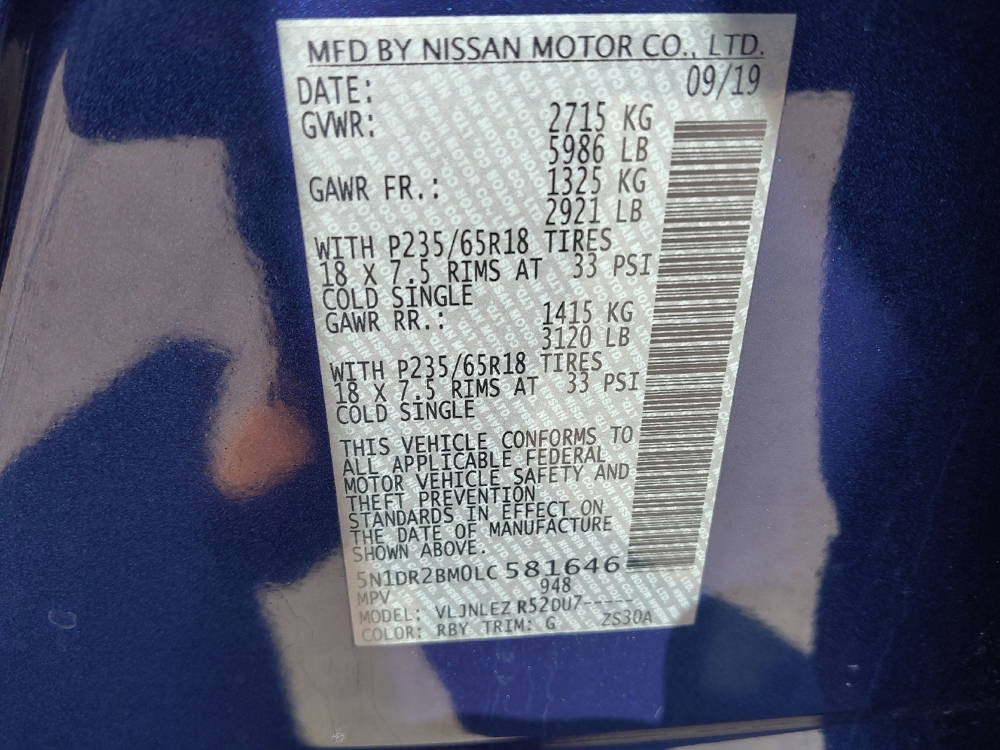 MFD BY NISSAN MOTOR CO., LTD.
DATE: 09/19
GVWR: 2715 KG
5986 LB
GAWR FR.: 1325 KG
2921 LB
WITH P235/65R18 TIRES
18 X 7.5 RIMS AT 33 PSI
COLD SINGLE
GAWR RR.: 1415 KG
3120 LB
WITH P235/65R18 TIRES
18 X 7.5 RIMS AT 33 PSI
COLD SINGLE
THIS VEHICLE CONFORMS TO
ALL APPLICABLE FEDERAL
MOTOR VEHICLE SAFETY AND
THEFT PREVENTION
STANDARDS IN EFFECT ON
THE DATE OF MANUFACTURE
SHOWN ABOVE.
5N1DR2BM0LC581646
MPV 948
MODEL: VLJNLEZ R52DU7-----
COLOR: RBY TRIM: G ZS30A